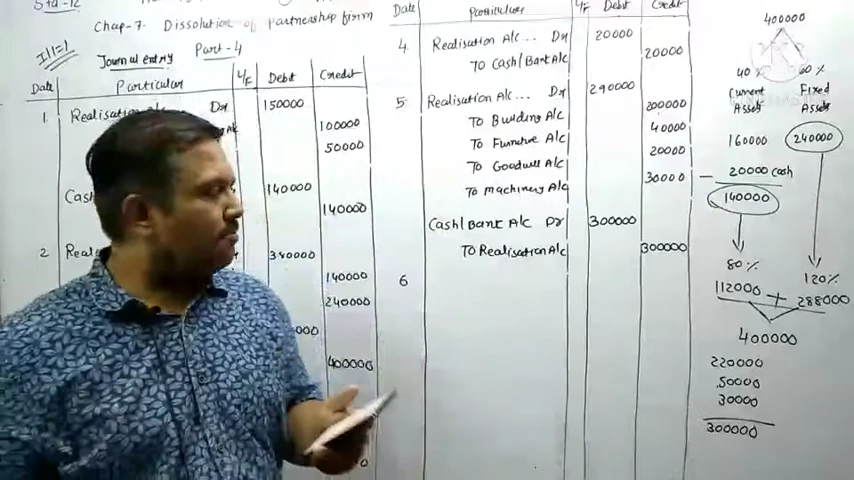 Std-12
Chap-7. Dissolution of Partnership firm
Ill:1
Journal entry Part-4
Date Particular L/F Debit Credit
1 Realisation A/c Dr 150000
A/c 100000
50000
Cash 140000
140000
2 380000
140000
240000
400000
Date Particular L/F Debit Credit
4. Realisation A/c... Dr 20000
To Cash/Bank A/c 20000
5. Realisation A/c... Dr 290000
To Building A/c 200000
To Furniture A/c 40000
To Goodwill A/c 20000
To Machinery A/c 30000
Cash/Bank A/c Dr 300000
To Realisation A/c 300000
6
400000
40% 60%
Current Fixed
Assets Assets
160000 240000
- 20000 Cash
140000
80% 120%
112000 + 288000
400000
220000
50000
30000
300000